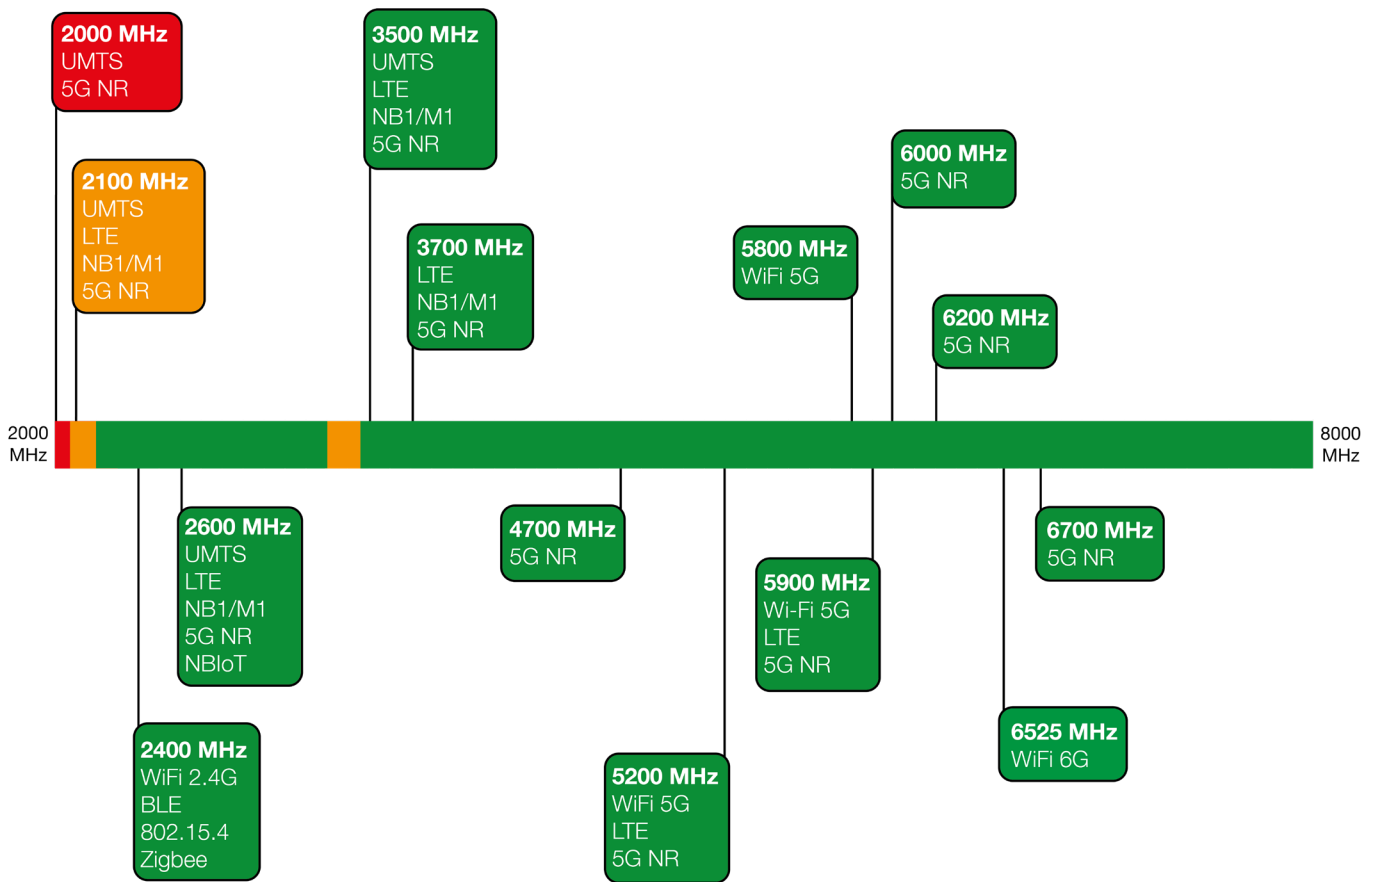 2000 MHz
UMTS
5G NR
2100 MHz
UMTS
LTE
NB1/M1
5G NR
3500 MHz
UMTS
LTE
NB1/M1
5G NR
3700 MHz
LTE
NB1/M1
5G NR
5800 MHz
WiFi 5G
6000 MHz
5G NR
6200 MHz
5G NR
2000
MHz
8000
MHz
2400 MHz
WiFi 2.4G
BLE
802.15.4
Zigbee
2600 MHz
UMTS
LTE
NB1/M1
5G NR
NBIoT
4700 MHz
5G NR
5200 MHz
WiFi 5G
LTE
5G NR
5900 MHz
Wi-Fi 5G
LTE
5G NR
6525 MHz
WiFi 6G
6700 MHz
5G NR